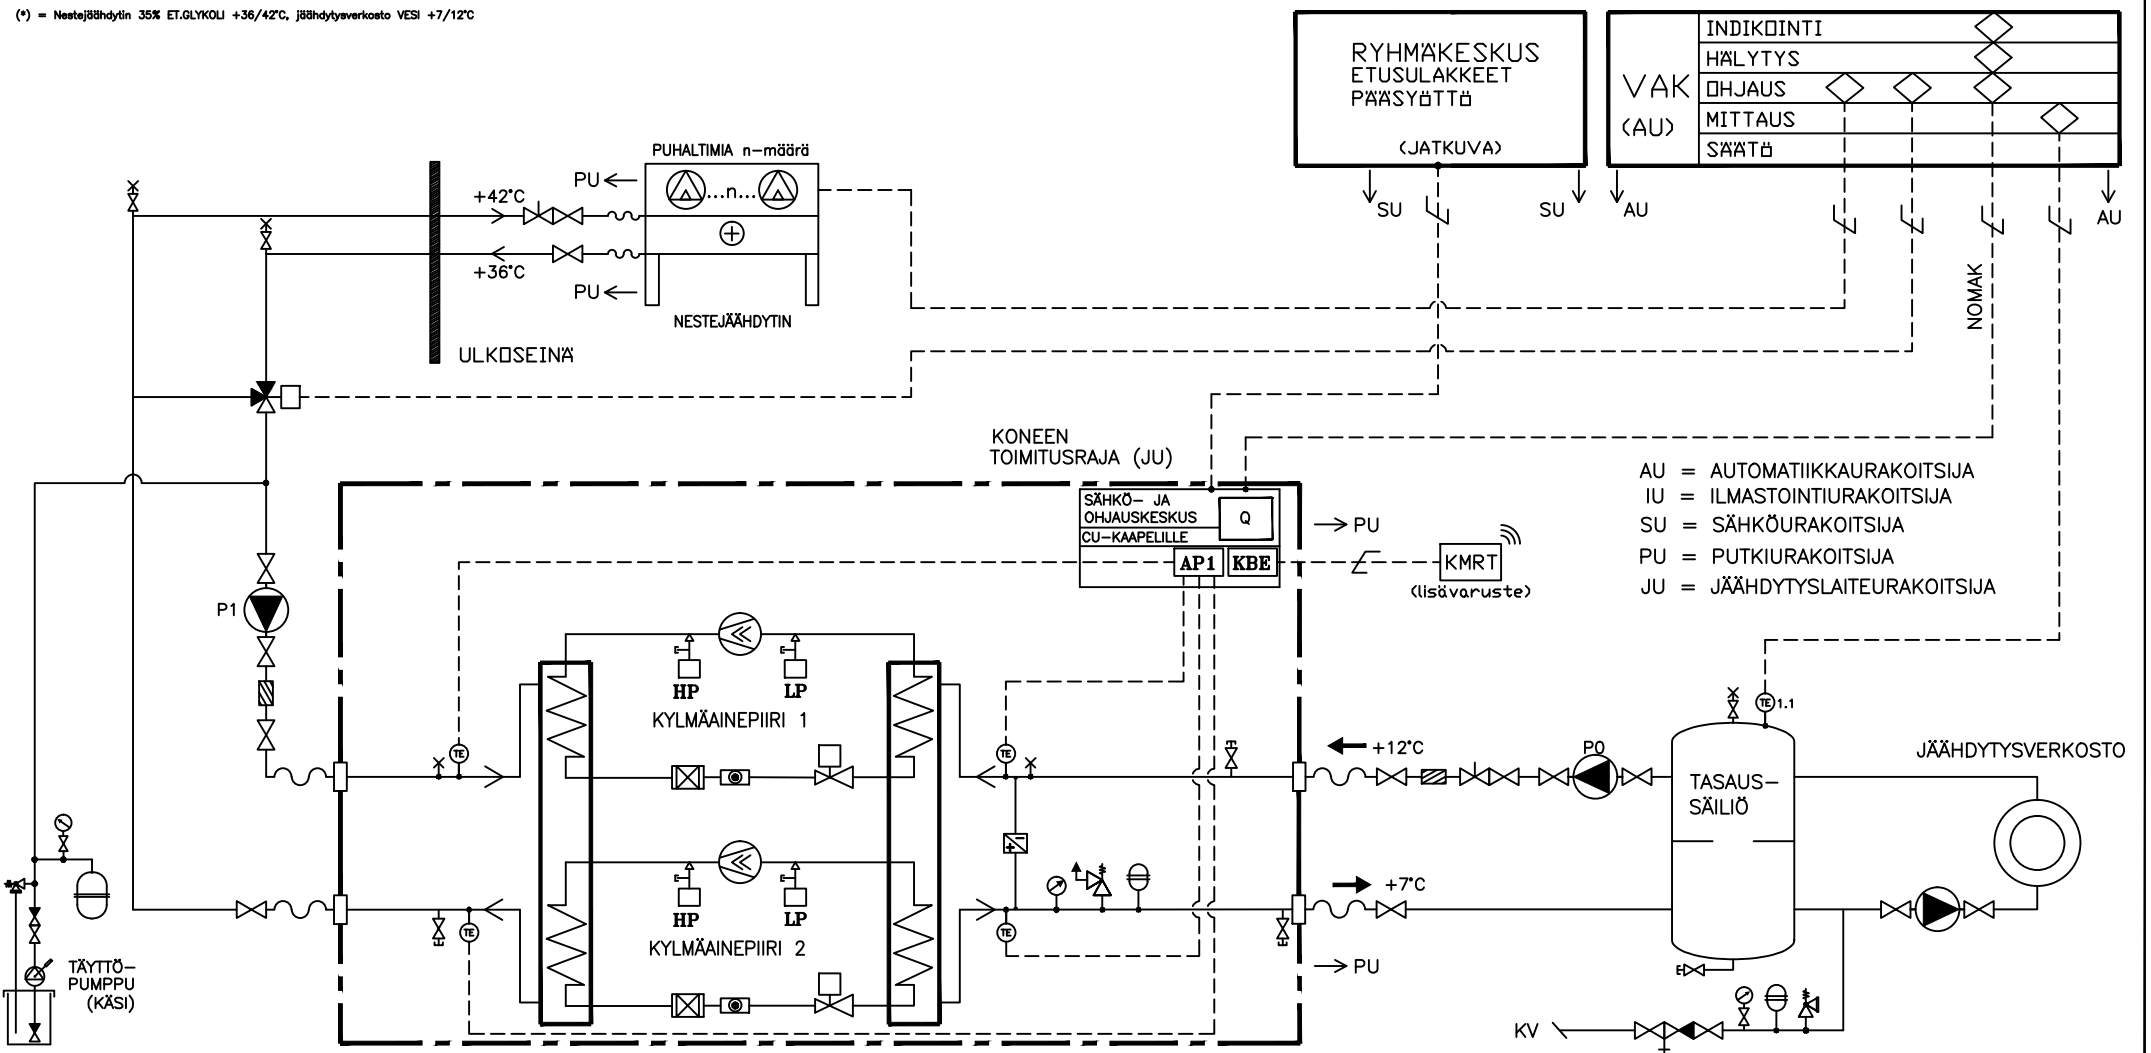 (*) = Nestejäähdytin 35% ET.GLYKOLI +36/42°C, jäähdytysverkosto VESI +7/12°C
RYHMÄKESKUS
ETUSULAKKEET
PÄÄSYÖTTÖ
(JATKUVA)
VAK
(AU)
INDIKOINTI
HÄLYTYS
OHJAUS
MITTAUS
SÄÄTÖ
SU
SU
AU
AU
NOMAK
PUHALTIMIA n-määrä
PU
...n...
+42°C
+36°C
PU
NESTEJÄÄHDYTIN
ULKOSEINÄ
KONEEN
TOIMITUSRAJA (JU)
AU = AUTOMATIIKKAURAKOITSIJA
IU = ILMASTOINTIURAKOITSIJA
SU = SÄHKÖURAKOITSIJA
PU = PUTKIURAKOITSIJA
JU = JÄÄHDYTYSLAITEURAKOITSIJA
SÄHKÖ- JA
OHJAUSKESKUS
Q
CU-KAAPELILLE
AP1
KBE
PU
KMRT
(lisävaruste)
P1
HP
LP
KYLMÄAINEPIIRI 1
TE
TE
TE 1.1
+12°C
P0
TASAUS-
SÄILIÖ
JÄÄHDYTYSVERKOSTO
+7°C
HP
LP
KYLMÄAINEPIIRI 2
TE
TE
PU
TÄYTTÖ-
PUMPPU
(KÄSI)
KV